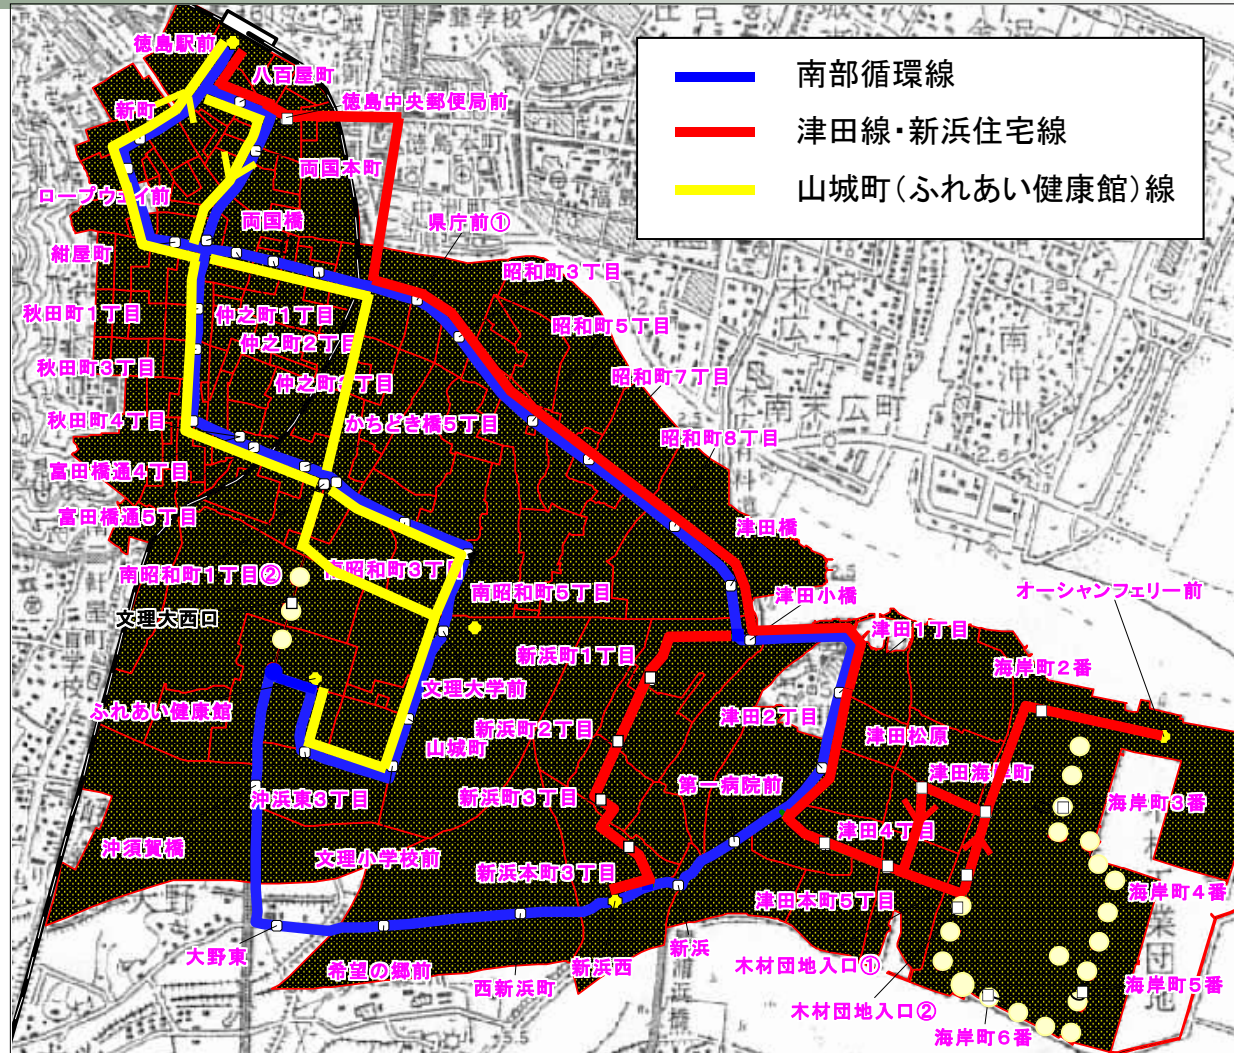 徳島駅前
八百屋町
新町
徳島中央郵便局前
両国本町
ロープウェイ前
両国橋
県庁前①
紺屋町
昭和町3丁目
秋田町1丁目
仲之町1丁目
昭和町5丁目
仲之町2丁目
秋田町3丁目
仲之町3丁目
昭和町7丁目
秋田町4丁目
かちどき橋5丁目
昭和町8丁目
富田橋通4丁目
富田橋通5丁目
津田橋
南昭和町1丁目②
南昭和町3丁目
南昭和町5丁目
津田小橋
オーシャンフェリー前
文理大西口
津田1丁目
新浜町1丁目
海岸町2番
文理大学前
ふれあい健康館
津田2丁目
新浜町2丁目
津田松原
山城町
津田海岸町
第一病院前
沖浜東3丁目
新浜町3丁目
海岸町3番
津田4丁目
沖須賀橋
文理小学校前
新浜本町3丁目
海岸町4番
津田本町5丁目
大野東
新浜
希望の郷前
新浜西
木材団地入口①
西新浜町
海岸町5番
木材団地入口②
海岸町6番
南部循環線
津田線・新浜住宅線
山城町(ふれあい健康館)線
南末広町
南中洲